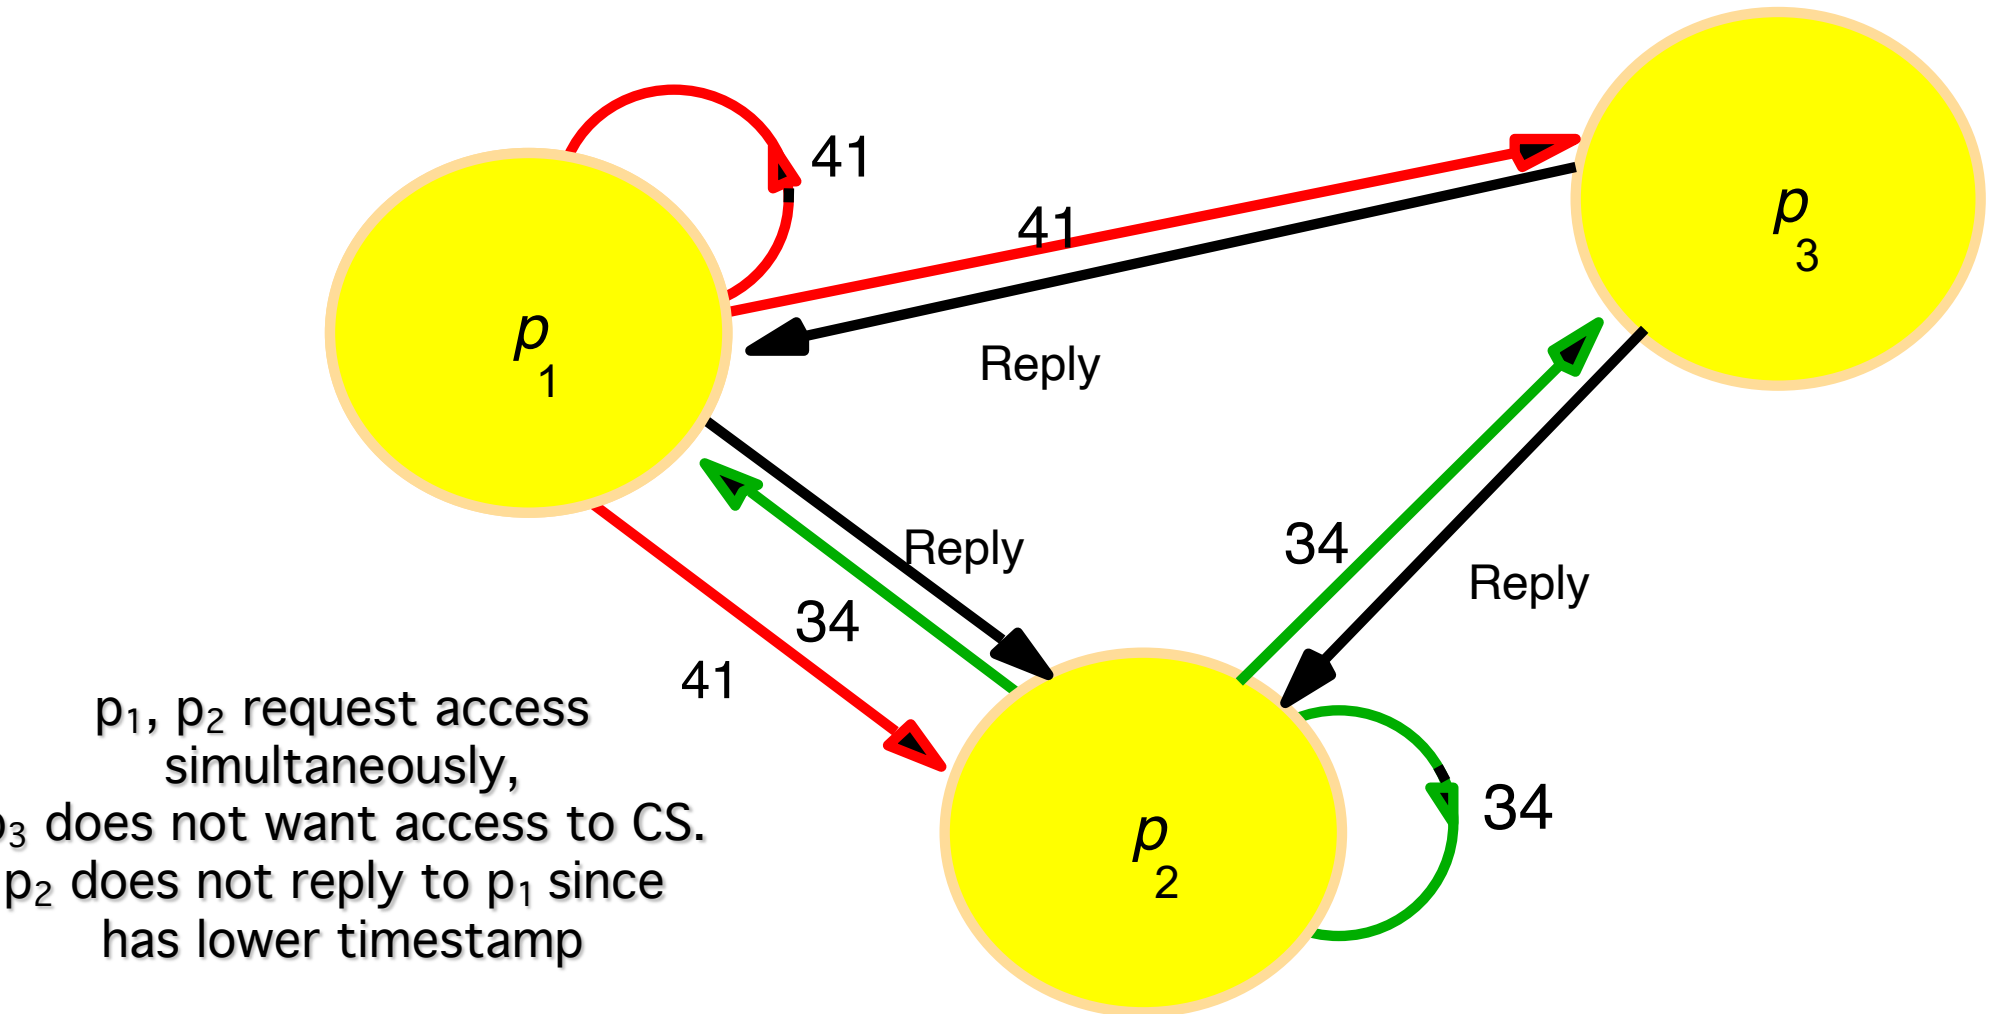 41
41
p
3
p
1
Reply
Reply
34
34
Reply
41
p₁, p₂ request access
simultaneously,
p₃ does not want access to CS.
p₂ does not reply to p₁ since
has lower timestamp
p
2
34